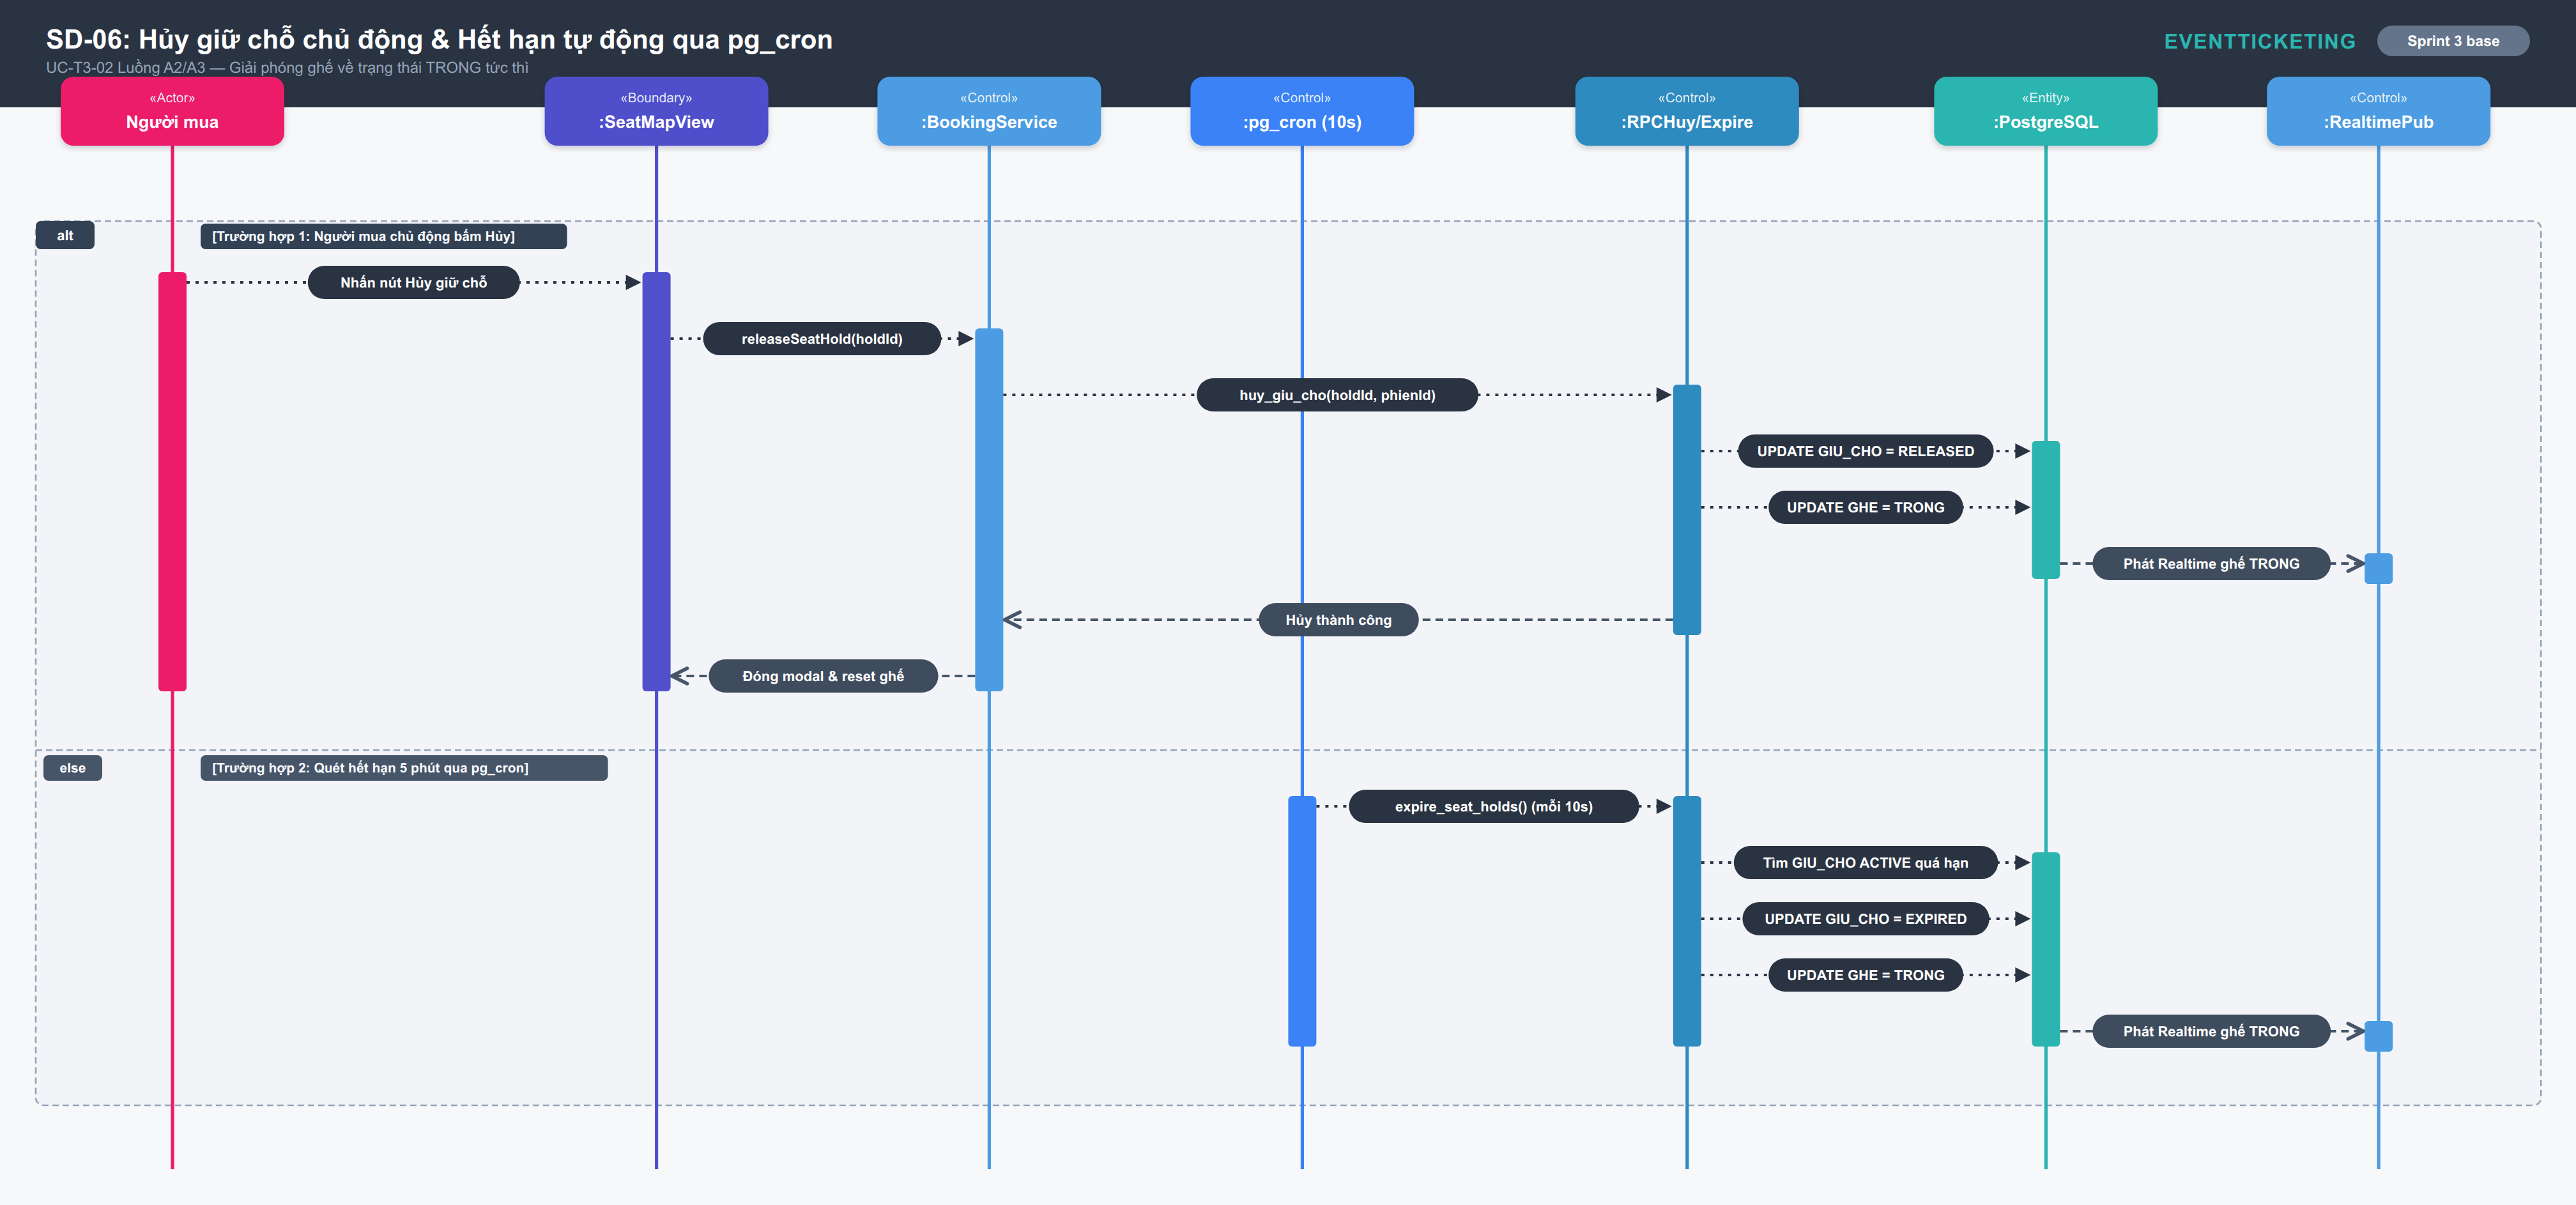 SD-06: Hủy giữ chỗ chủ động & Hết hạn tự động qua pg_cron
UC-T3-02 Luồng A2/A3 — Giải phóng ghế về trạng thái TRONG tức thì
EVENTTICKETING
Sprint 3 base
«Actor»
Người mua
«Boundary»
:SeatMapView
«Control»
:BookingService
«Control»
:pg_cron (10s)
«Control»
:RPCHuy/Expire
«Entity»
:PostgreSQL
«Control»
:RealtimePub
alt
[Trường hợp 1: Người mua chủ động bấm Hủy]
Nhấn nút Hủy giữ chỗ
releaseSeatHold(holdId)
huy_giu_cho(holdId, phienId)
UPDATE GIU_CHO = RELEASED
UPDATE GHE = TRONG
Phát Realtime ghế TRONG
Hủy thành công
Đóng modal & reset ghế
else
[Trường hợp 2: Quét hết hạn 5 phút qua pg_cron]
expire_seat_holds() (mỗi 10s)
Tìm GIU_CHO ACTIVE quá hạn
UPDATE GIU_CHO = EXPIRED
UPDATE GHE = TRONG
Phát Realtime ghế TRONG